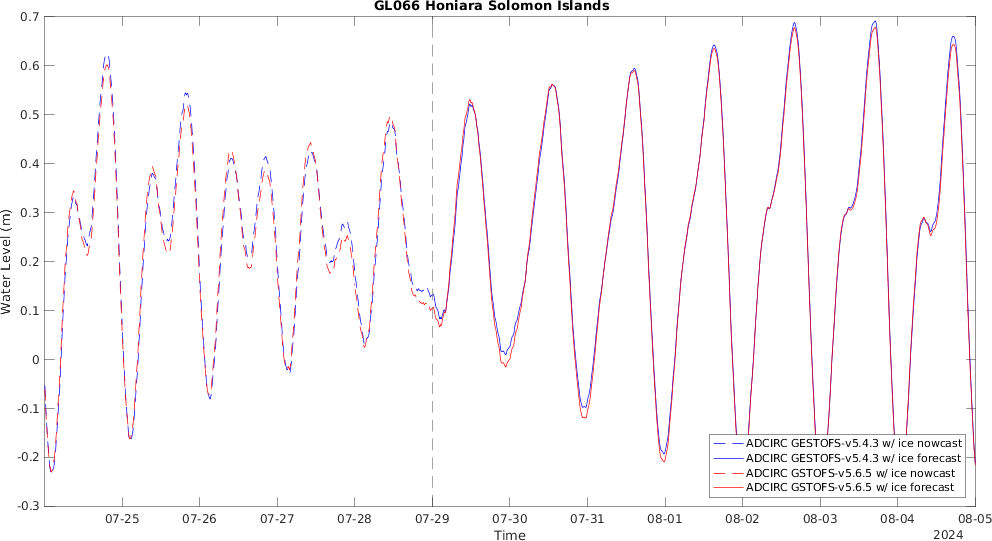 GL066 Honiara Solomon Islands
Water Level (m)
0.7
0.6
0.5
0.4
0.3
0.2
0.1
0
-0.1
-0.2
-0.3
ADCIRC GESTOFS-v5.4.3 w/ ice nowcast
ADCIRC GESTOFS-v5.4.3 w/ ice forecast
ADCIRC GSTOFS-v5.6.5 w/ ice nowcast
ADCIRC GSTOFS-v5.6.5 w/ ice forecast
07-25 07-26 07-27 07-28 07-29 07-30 07-31 08-01 08-02 08-03 08-04 08-05
Time
2024